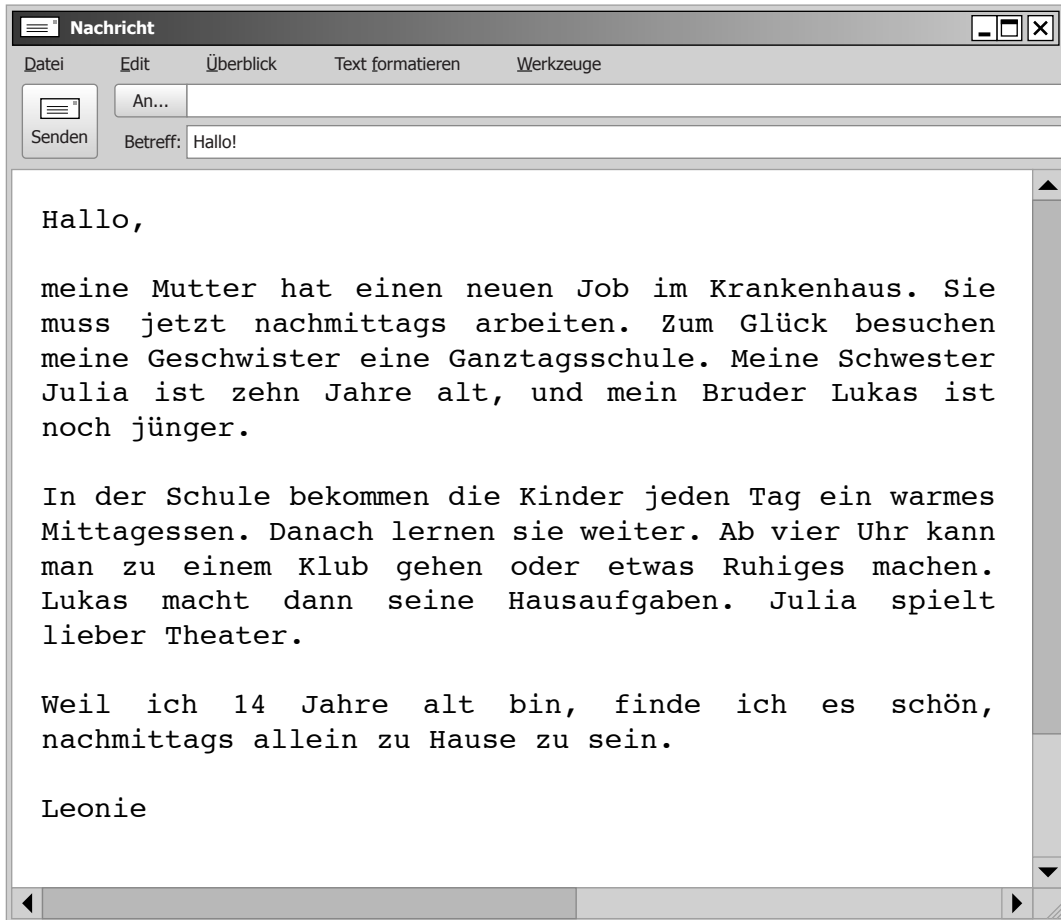 Nachricht
Datei Edit Überblick Text formatieren Werkzeuge
An...
Senden
Betreff: Hallo!
Hallo,
meine Mutter hat einen neuen Job im Krankenhaus. Sie
muss jetzt nachmittags arbeiten. Zum Glück besuchen
meine Geschwister eine Ganztagsschule. Meine Schwester
Julia ist zehn Jahre alt, und mein Bruder Lukas ist
noch jünger.
In der Schule bekommen die Kinder jeden Tag ein warmes
Mittagessen. Danach lernen sie weiter. Ab vier Uhr kann
man zu einem Klub gehen oder etwas Ruhiges machen.
Lukas macht dann seine Hausaufgaben. Julia spielt
lieber Theater.
Weil ich 14 Jahre alt bin, finde ich es schön,
nachmittags allein zu Hause zu sein.
Leonie